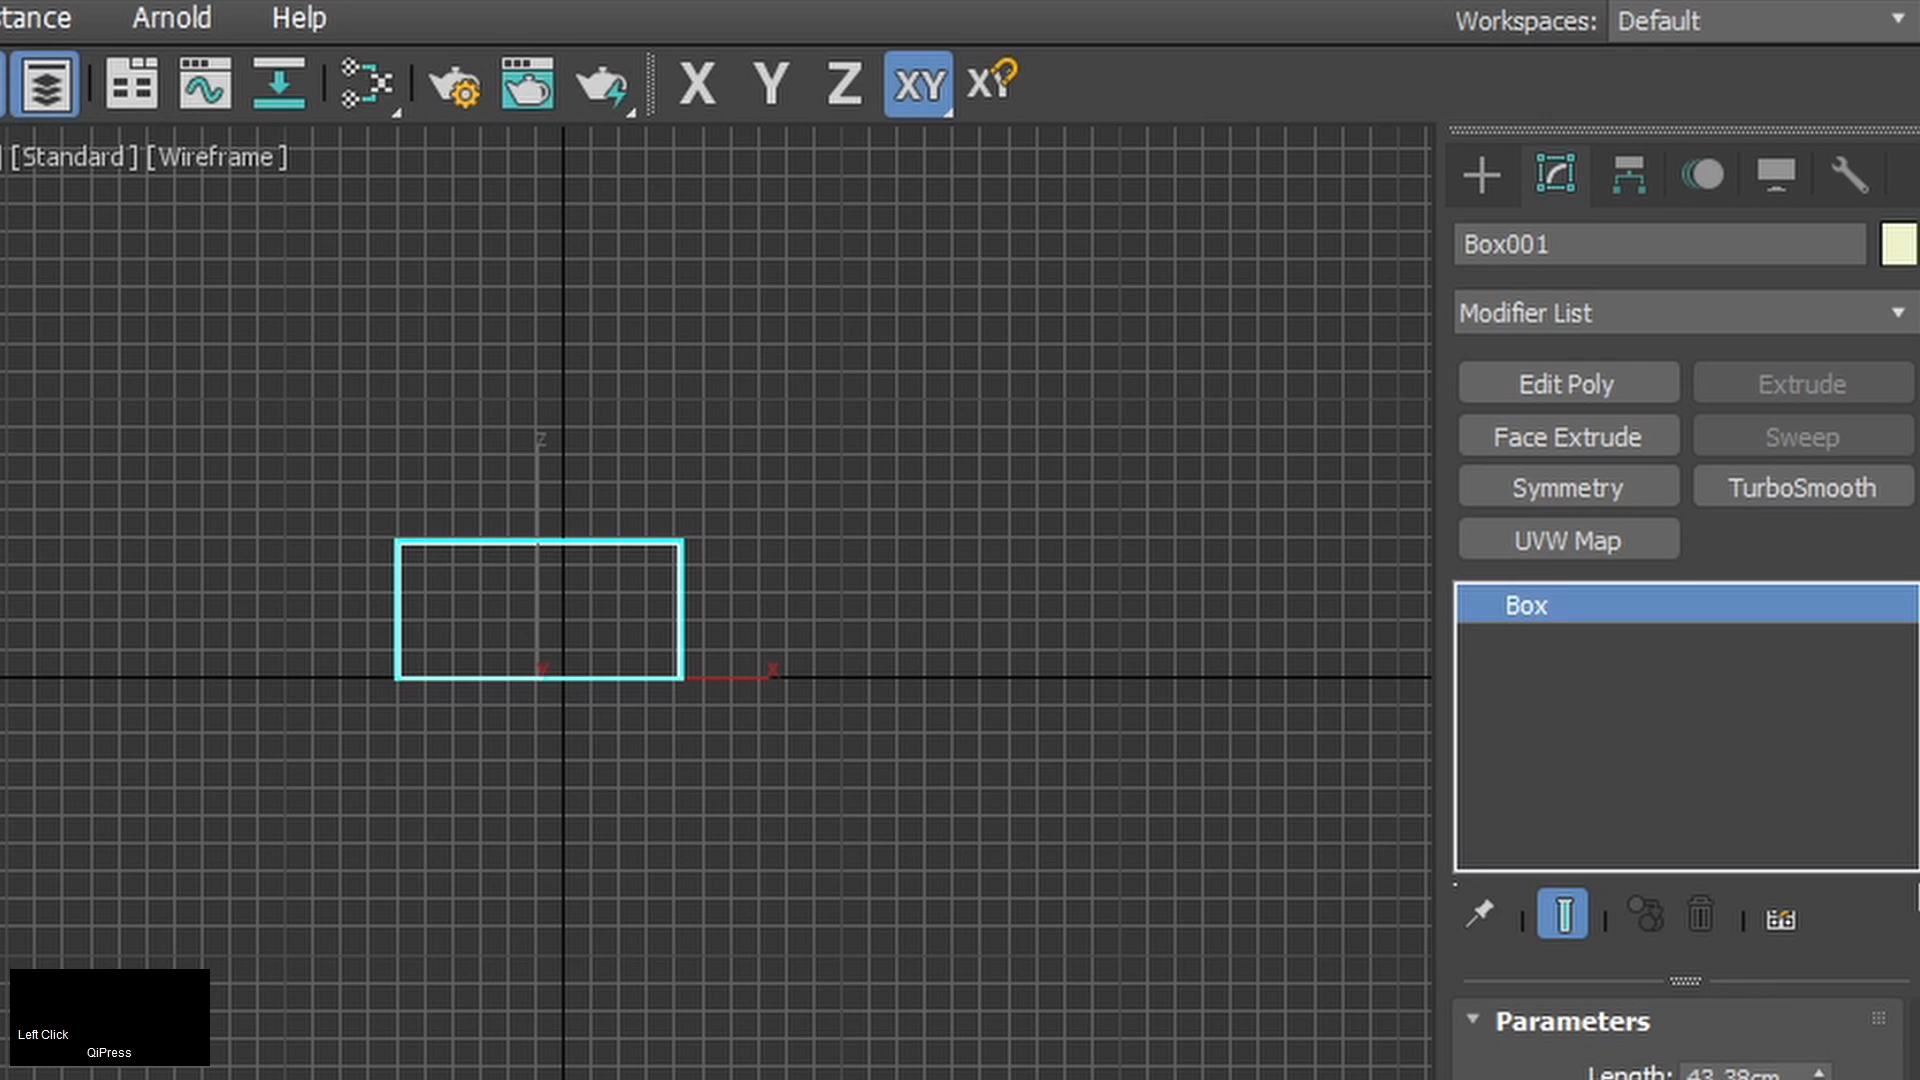 stance Arnold Help Workspaces: Default
X Y Z XY XY
[Standard] [Wireframe]
Box001
Modifier List
Edit Poly Extrude
Face Extrude Sweep
Symmetry TurboSmooth
UVW Map
Box
z
x
Left Click
QiPress
Parameters
Length: 43.38cm